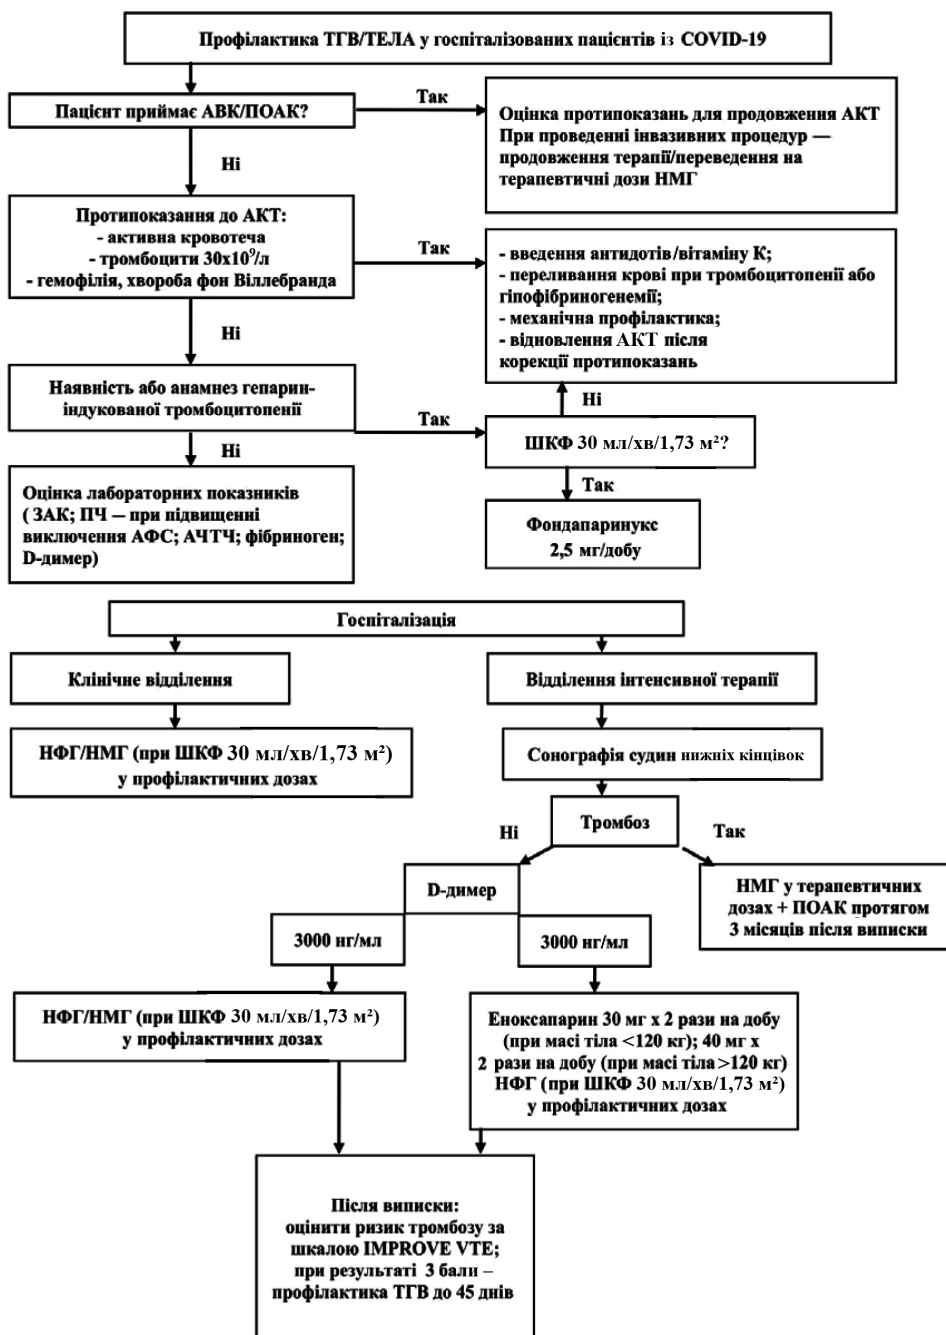 Профілактика ТГВ/ТЕЛА у госпіталізованих пацієнтів із COVID-19
Пацієнт приймає АВК/ПОАК?
Так
Оцінка протипоказань для продовження АКТ
При проведенні інвазивних процедур —
продовження терапії/переведення на
терапевтичні дози НМГ
Ні
Протипоказання до АКТ:
- активна кровотеча
- тромбоцити 30x10⁹/л
- гемофілія, хвороба фон Віллебранда
Так
- введення антидотів/вітаміну К;
- переливання крові при тромбоцитопенії або
гіпофібриногенемії;
- механічна профілактика;
- відновлення АКТ після
корекції протипоказань
Ні
Наявність або анамнез гепарин-
індукованої тромбоцитопенії
Так
Ні
ШКФ 30 мл/хв/1,73 м²?
Так
Фондапаринукс
2,5 мг/добу
Ні
Оцінка лабораторних показників
( ЗАК; ПЧ — при підвищенні
виключення АФС; АЧТЧ; фібриноген;
D-димер)
Госпіталізація
Клінічне відділення
Відділення інтенсивної терапії
НФГ/НМГ (при ШКФ 30 мл/хв/1,73 м²)
у профілактичних дозах
Сонографія судин нижніх кінцівок
Тромбоз
Ні
Так
D-димер
НМГ у терапевтичних
дозах + ПОАК протягом
3 місяців після виписки
3000 нг/мл
3000 нг/мл
НФГ/НМГ (при ШКФ 30 мл/хв/1,73 м²)
у профілактичних дозах
Еноксапарин 30 мг х 2 рази на добу
(при масі тіла <120 кг); 40 мг х
2 рази на добу (при масі тіла >120 кг)
НФГ (при ШКФ 30 мл/хв/1,73 м²)
у профілактичних дозах
Після виписки:
оцінити ризик тромбозу за
шкалою IMPROVE VTE;
при результаті 3 бали –
профілактика ТГВ до 45 днів